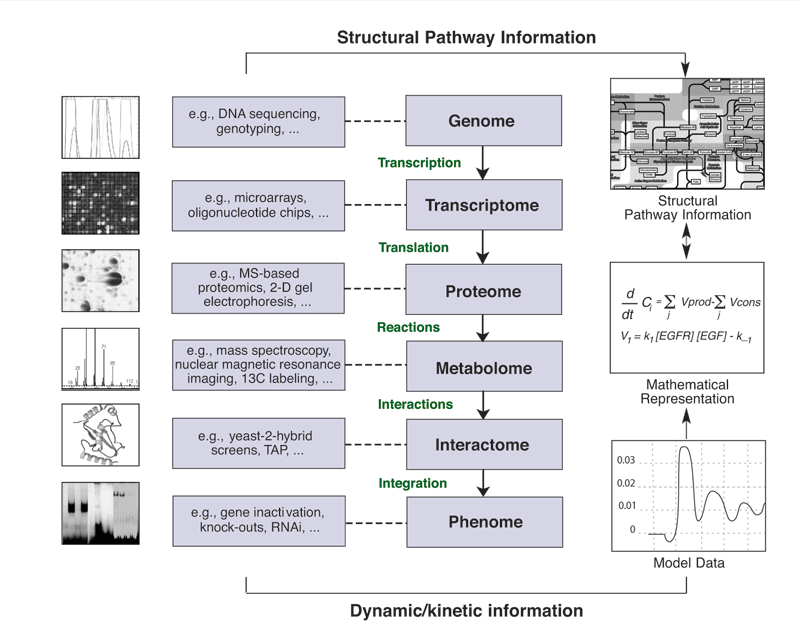 Structural Pathway Information
e.g., DNA sequencing,
genotyping, ...
Genome
Transcription
e.g., microarrays,
oligonucleotide chips, ...
Transcriptome
Structural
Pathway Information
Translation
e.g., MS-based
proteomics, 2-D gel
electrophoresis, ...
Proteome
d/dt C_i = Σ_j Vprod-Σ_j Vcons
V_1 = k_1 [EGFR] [EGF] - k_–1
Reactions
e.g., mass spectroscopy,
nuclear magnetic resonance
imaging, 13C labeling, ...
Metabolome
Mathematical
Representation
Interactions
e.g., yeast-2-hybrid
screens, TAP, ...
Interactome
0.03
0.02
0.01
0
Integration
e.g., gene inactivation,
knock-outs, RNAi, ...
Phenome
Model Data
Dynamic/kinetic information